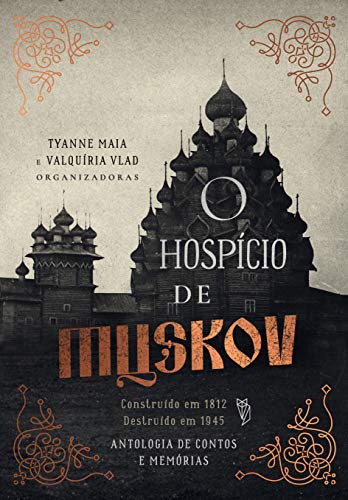 TYANNE MAIA
E VALQUÍRIA VLAD
ORGANIZADORAS
O
HOSPÍCIO
DE
MUSKOV
Construído em 1812
Destruído em 1945
ANTOLOGIA DE CONTOS
E MEMÓRIAS